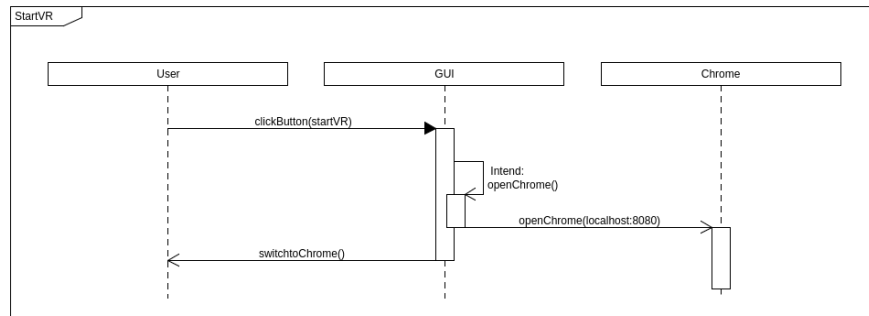 StartVR
User
GUI
Chrome
clickButton(startVR)
Intend:
openChrome()
openChrome(localhost:8080)
switchtoChrome()